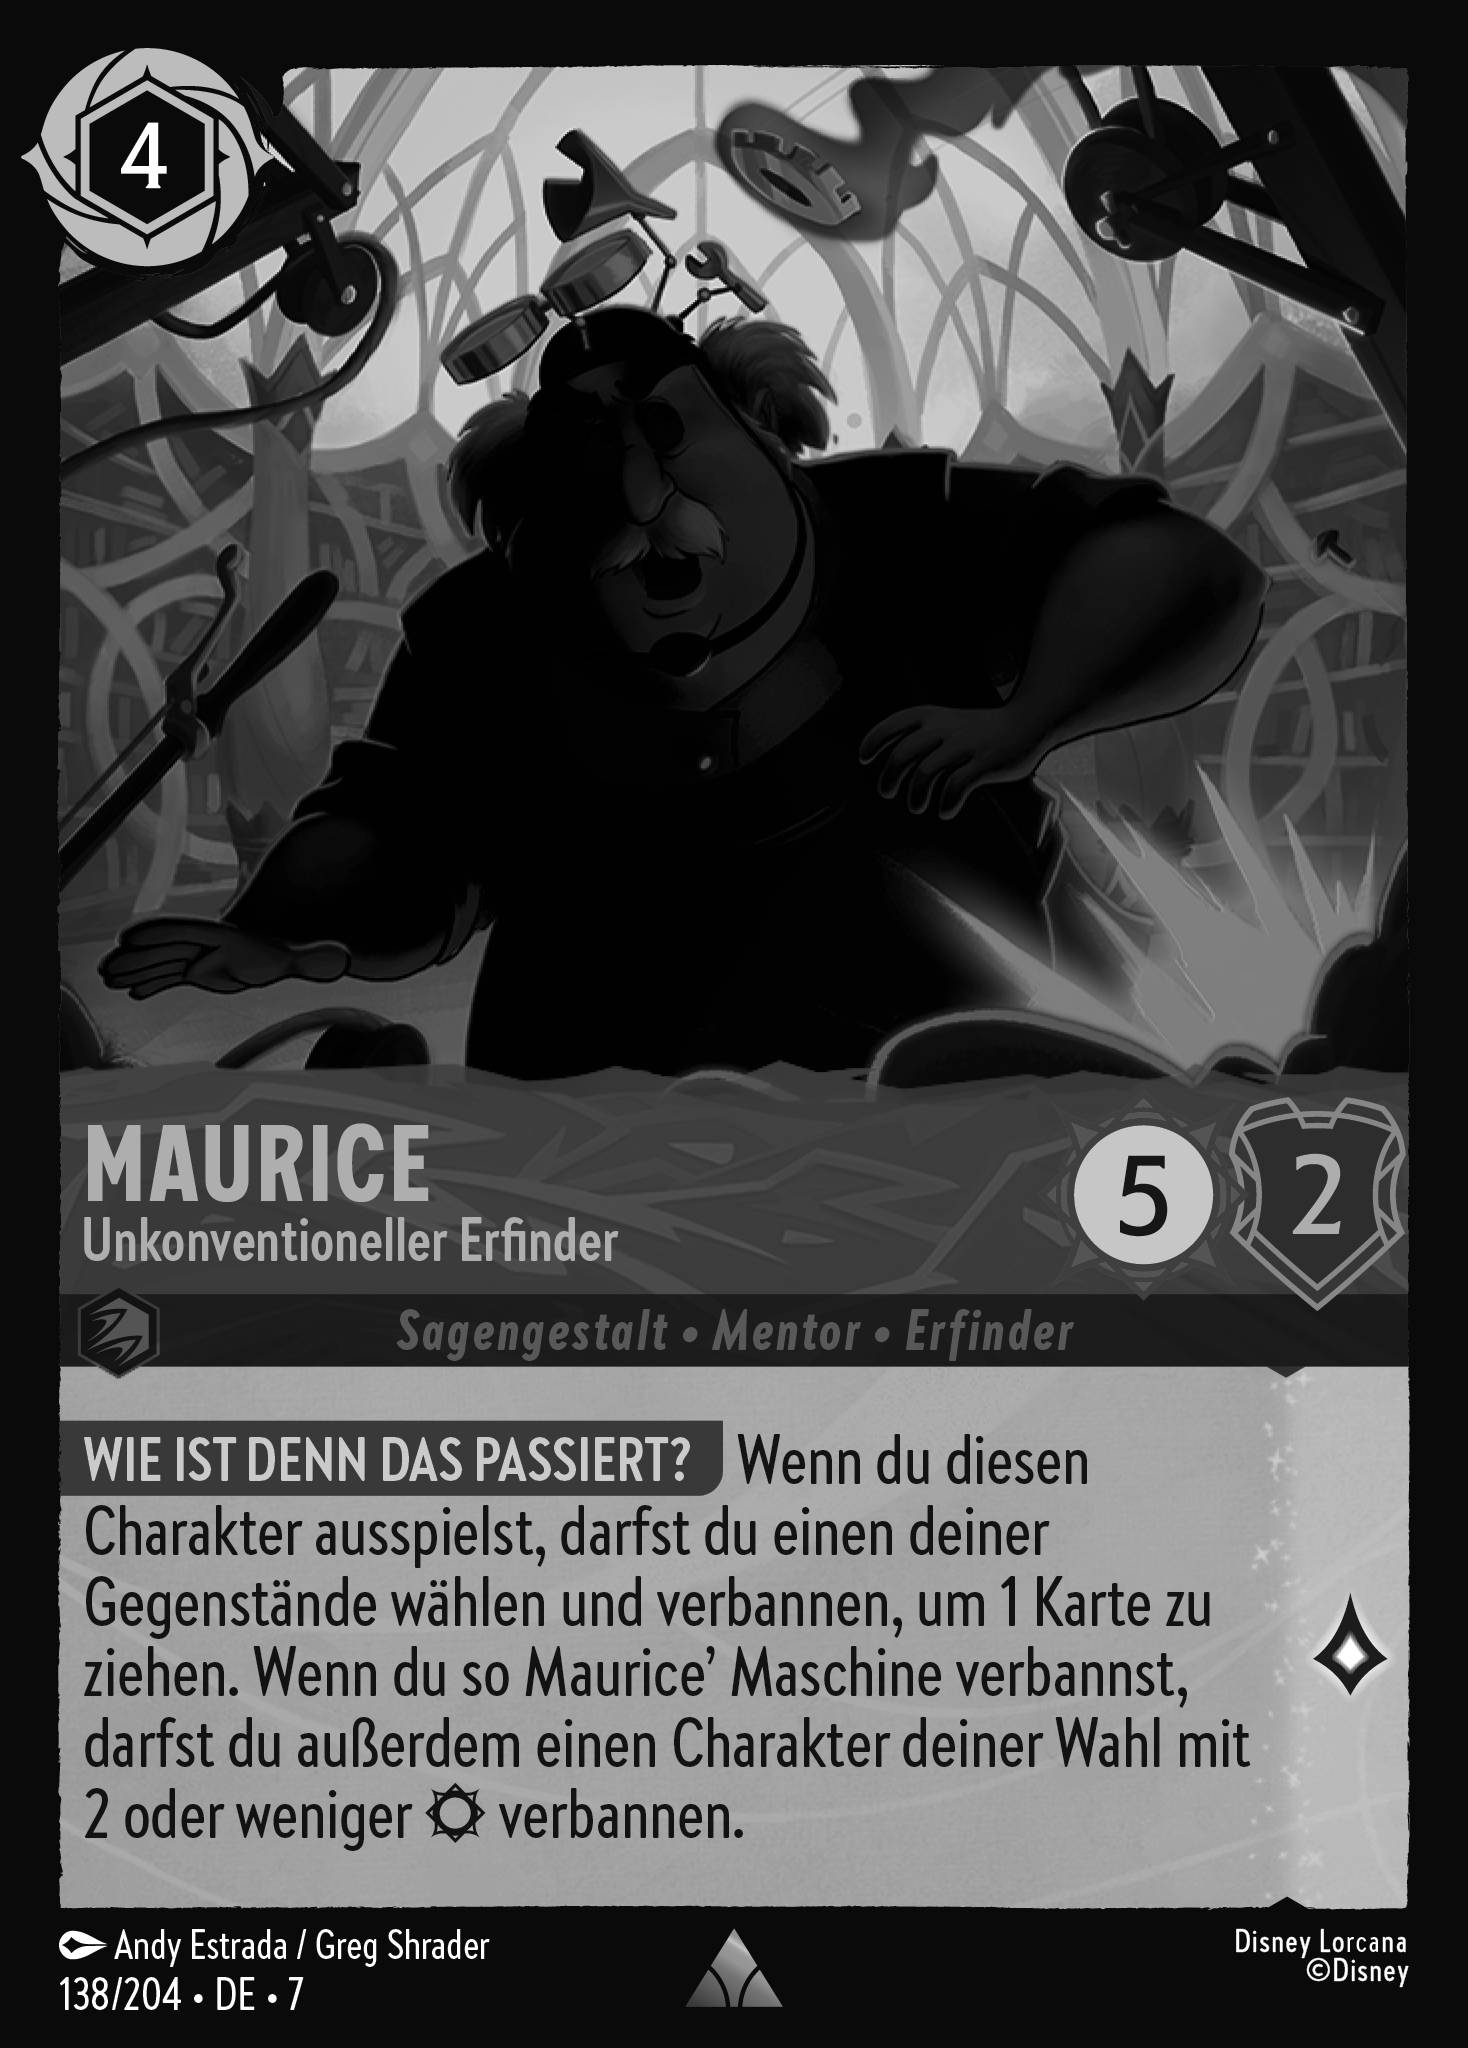 4
MAURICE
Unkonventioneller Erfinder
5
2
Sagengestalt • Mentor • Erfinder
WIE IST DENN DAS PASSIERT? Wenn du diesen
Charakter ausspielst, darfst du einen deiner
Gegenstände wählen und verbannen, um 1 Karte zu
ziehen. Wenn du so Maurice’ Maschine verbannst,
darfst du außerdem einen Charakter deiner Wahl mit
2 oder weniger verbannen.
Andy Estrada / Greg Shrader
138/204 • DE • 7
Disney Lorcana
©Disney